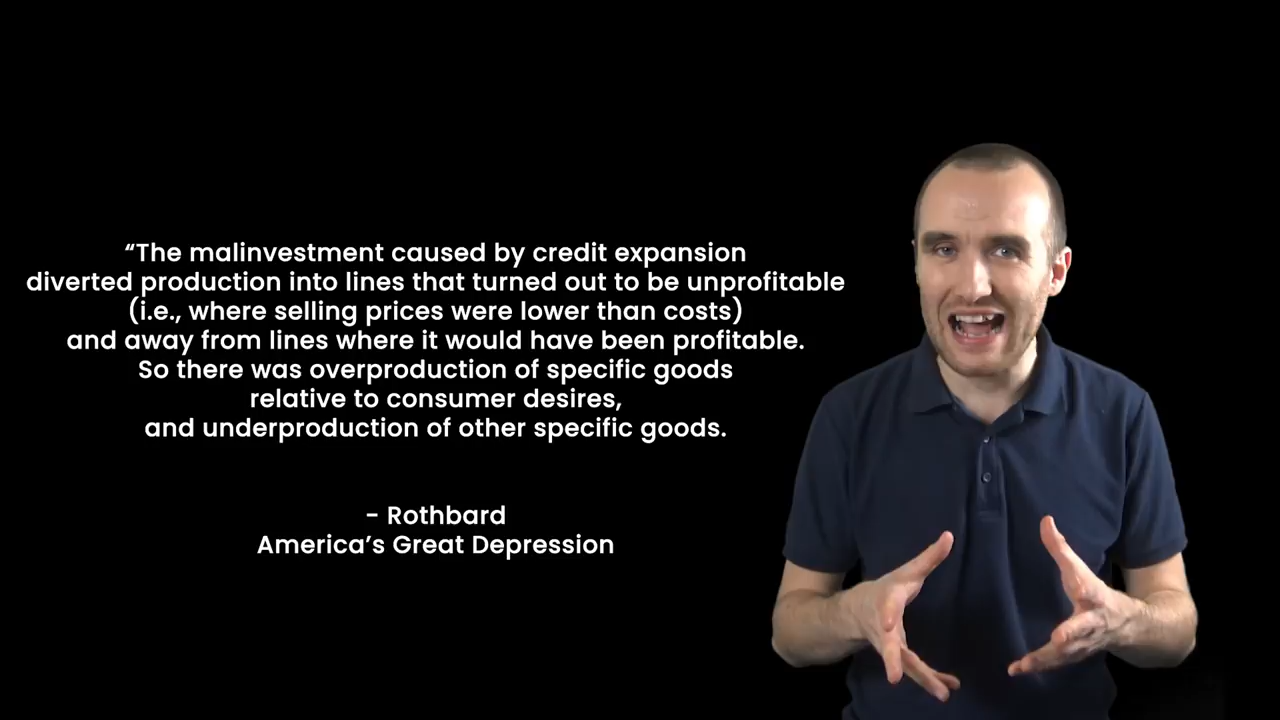 “The malinvestment caused by credit expansion
diverted production into lines that turned out to be unprofitable
(i.e., where selling prices were lower than costs)
and away from lines where it would have been profitable.
So there was overproduction of specific goods
relative to consumer desires,
and underproduction of other specific goods.
- Rothbard
America’s Great Depression